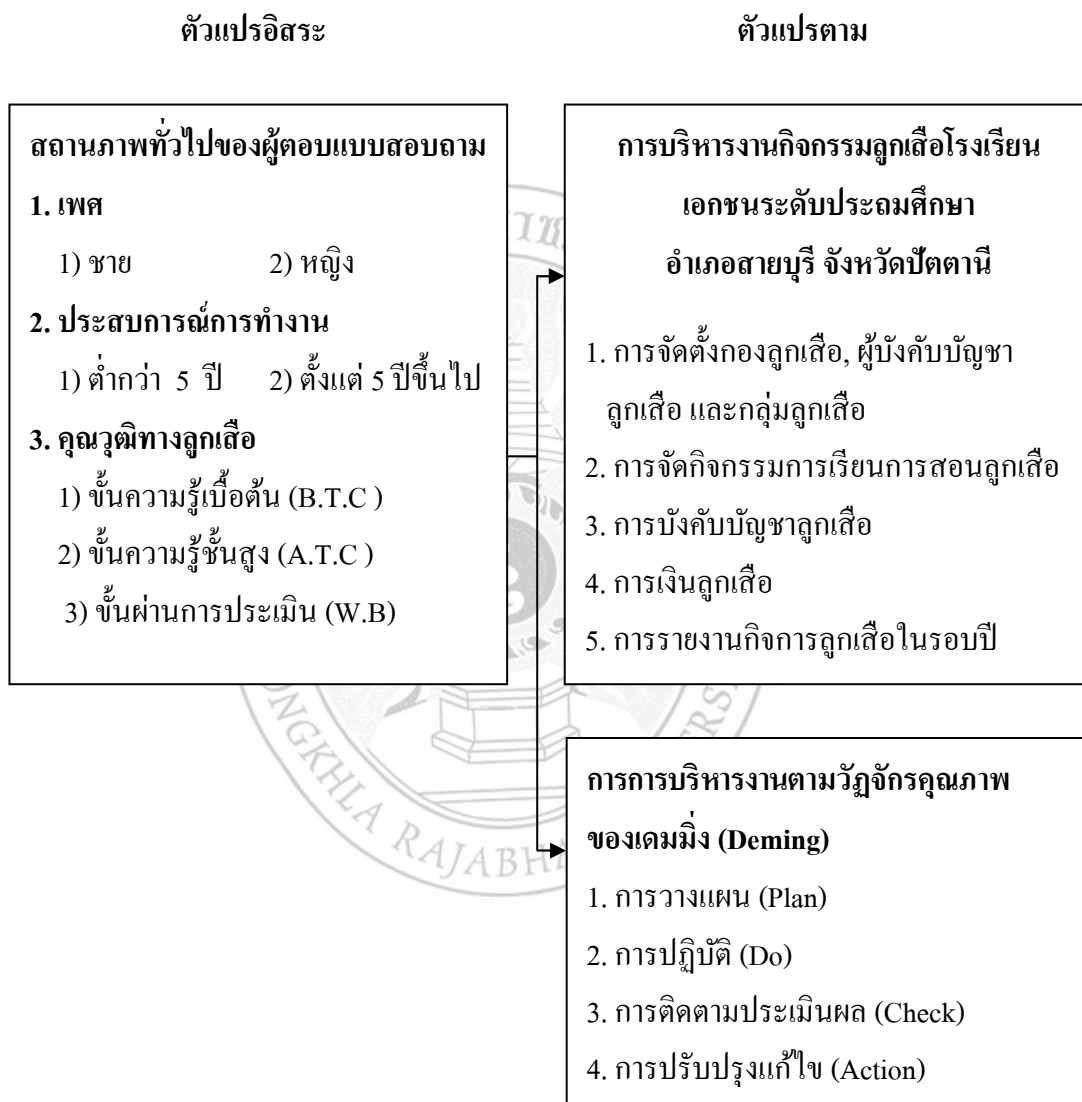 ตัวแปรอิสระ
ตัวแปรตาม
สถานภาพทั่วไปของผู้ตอบแบบสอบถาม
1. เพศ
1) ชาย 2) หญิง
2. ประสบการณ์การทำงาน
1) ต่ำกว่า 5 ปี 2) ตั้งแต่ 5 ปีขึ้นไป
3. คุณวุฒิทางลูกเสือ
1) ขั้นความรู้เบื้อต้น (B.T.C )
2) ขั้นความรู้ชั้นสูง (A.T.C )
3) ขั้นผ่านการประเมิน (W.B)
การบริหารงานกิจกรรมลูกเสือโรงเรียน
เอกชนระดับประถมศึกษา
อำเภอสายบุรี จังหวัดปัตตานี
1. การจัดตั้งกองลูกเสือ, ผู้บังคับบัญชา
ลูกเสือ และกลุ่มลูกเสือ
2. การจัดกิจกรรมการเรียนการสอนลูกเสือ
3. การบังคับบัญชาลูกเสือ
4. การเงินลูกเสือ
5. การรายงานกิจการลูกเสือในรอบปี
การการบริหารงานตามวัฏจักรคุณภาพ
ของเดมมิ่ง (Deming)
1. การวางแผน (Plan)
2. การปฏิบัติ (Do)
3. การติดตามประเมินผล (Check)
4. การปรับปรุงแก้ไข (Action)